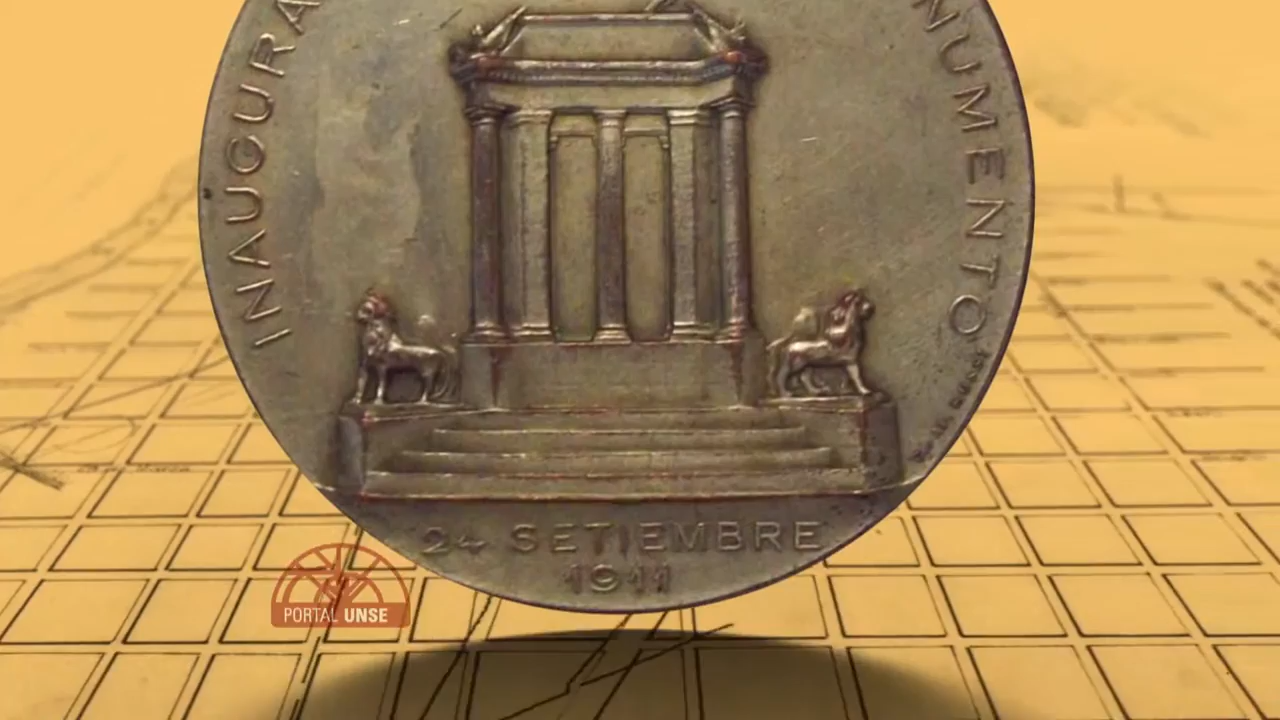 INAUGURA
NUMENTO
24 SETIEMBRE
1911
PORTAL UNSE